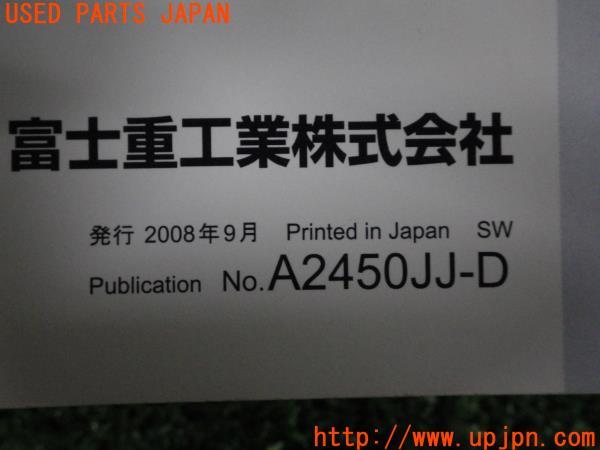 USED PARTS JAPAN
富士重工業株式会社
発行 2008年9月 Printed in Japan SW
Publication No.A2450JJ-D
http://www.upjpn.com